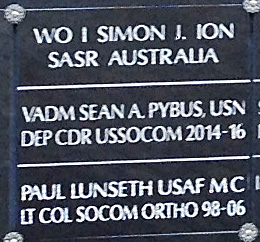 WO I SIMON J. ION
SASR AUSTRALIA
VADM SEAN A. PYBUS, USN
DEP CDR USSOCOM 2014-16
PAUL LUNSETH USAF MC
LT COL SOCOM ORTHO 98-06